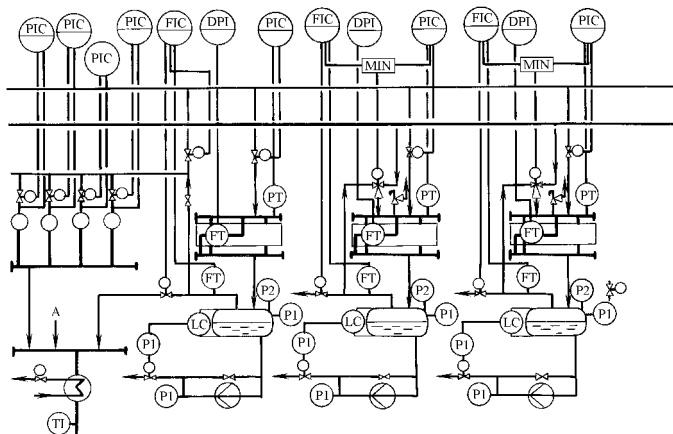 PIC PIC PIC PIC FIC DPI PIC FIC DPI PIC FIC DPI PIC
MIN MIN
PT PT PT
FT FT FT
FT FT FT
P2 P2 P2
A LC P1 LC P1 LC P1
P1 P1 P1
P1 P1 P1
TI